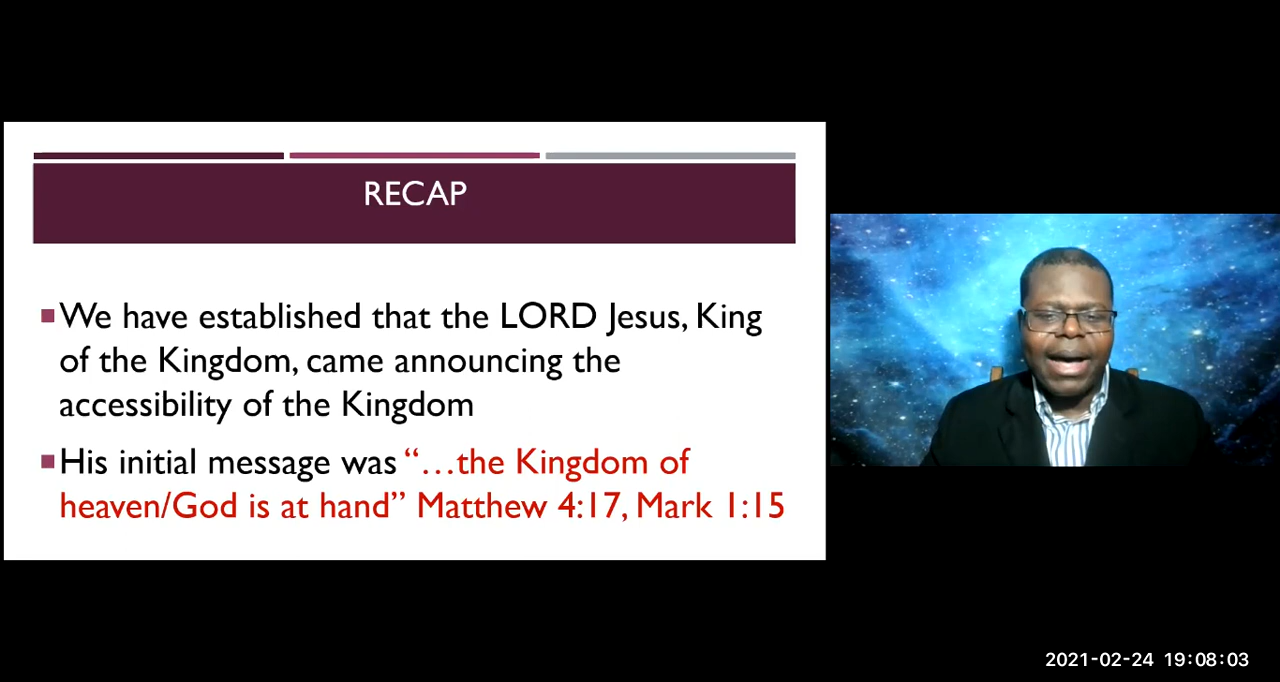 RECAP
We have established that the LORD Jesus, King
of the Kingdom, came announcing the
accessibility of the Kingdom
His initial message was “…the Kingdom of
heaven/God is at hand” Matthew 4:17, Mark 1:15
2021-02-24 19:08:03